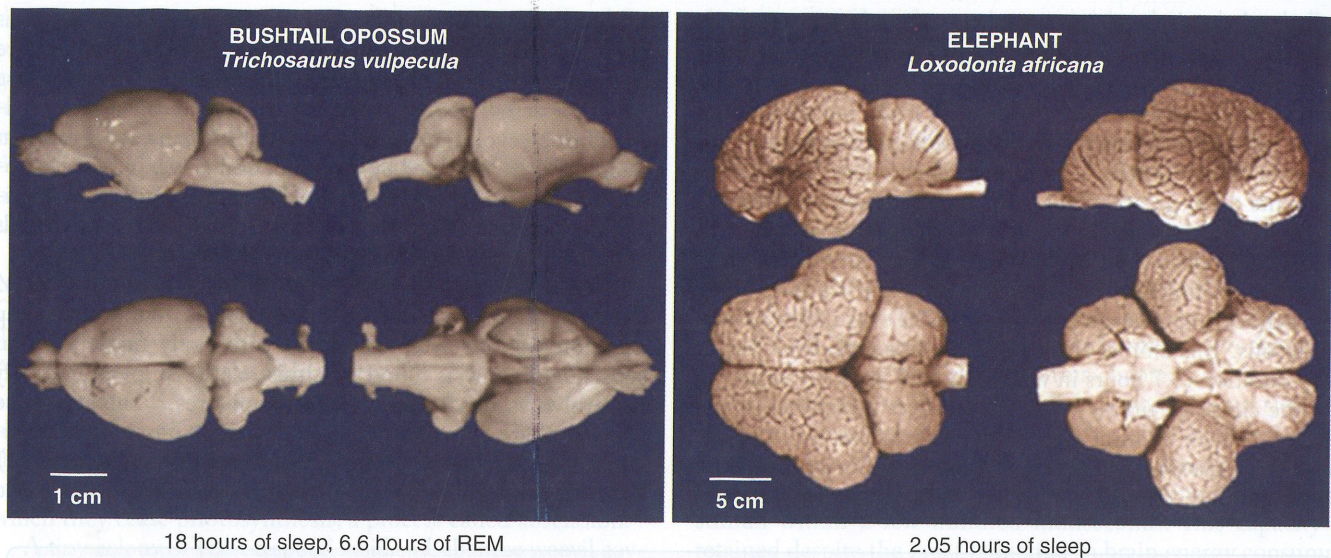 BUSHTAIL OPOSSUM
Trichosaurus vulpecula
1 cm
18 hours of sleep, 6.6 hours of REM
ELEPHANT
Loxodonta africana
5 cm
2.05 hours of sleep